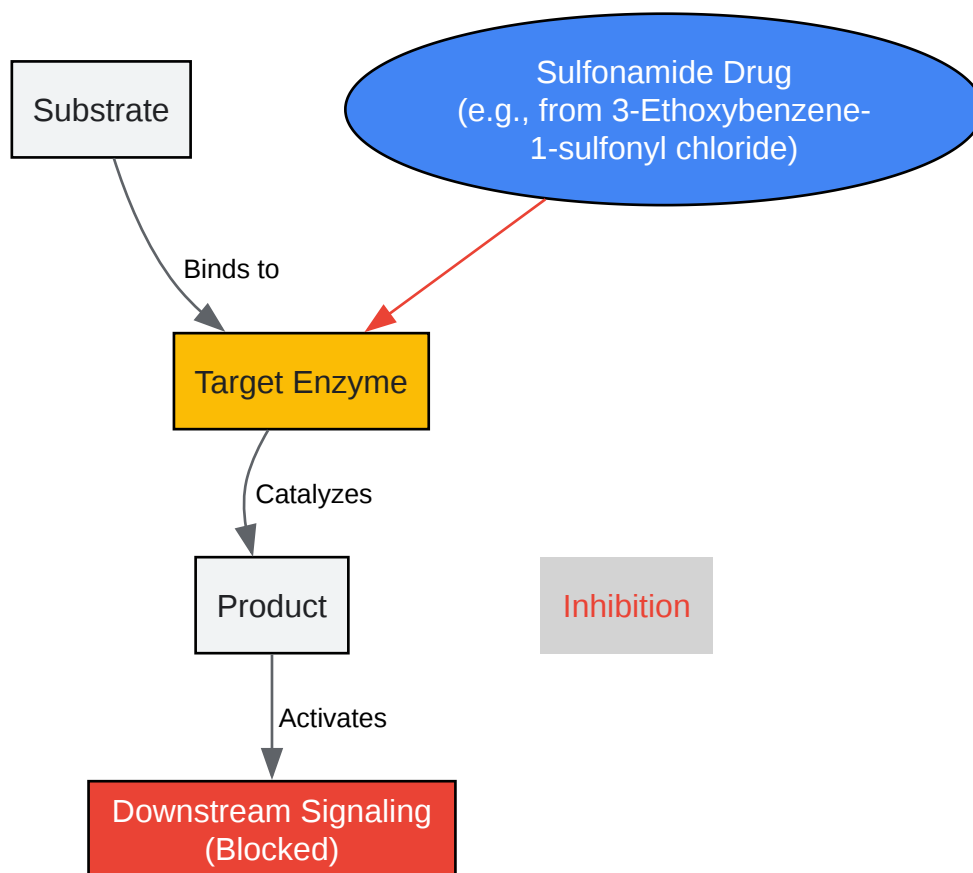 Substrate
Sulfonamide Drug
(e.g., from 3-Ethoxybenzene-
1-sulfonyl chloride)
Binds to
Target Enzyme
Catalyzes
Product
Inhibition
Activates
Downstream Signaling
(Blocked)